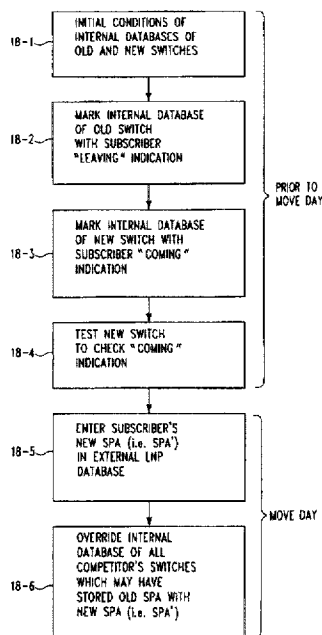 18-1
INITIAL CONDITIONS OF
INTERNAL DATABASES OF
OLD AND NEW SWITCHES
18-2
MARK INTERNAL DATABASE
OF OLD SWITCH
WITH SUBSCRIBER
"LEAVING" INDICATION
PRIOR TO
MOVE DAY
18-3
MARK INTERNAL DATABASE
OF NEW SWITCH WITH
SUBSCRIBER "COMING"
INDICATION
18-4
TEST NEW SWITCH
TO CHECK "COMING"
INDICATION
18-5
ENTER SUBSCRIBER'S
NEW SPA (i.e. SPA')
IN EXTERNAL LNP
DATABASE
MOVE DAY
18-6
OVERRIDE INTERNAL
DATABASE OF ALL
COMPETITOR'S SWITCHES
WHICH MAY HAVE
STORED OLD SPA WITH
NEW SPA (i.e. SPA')